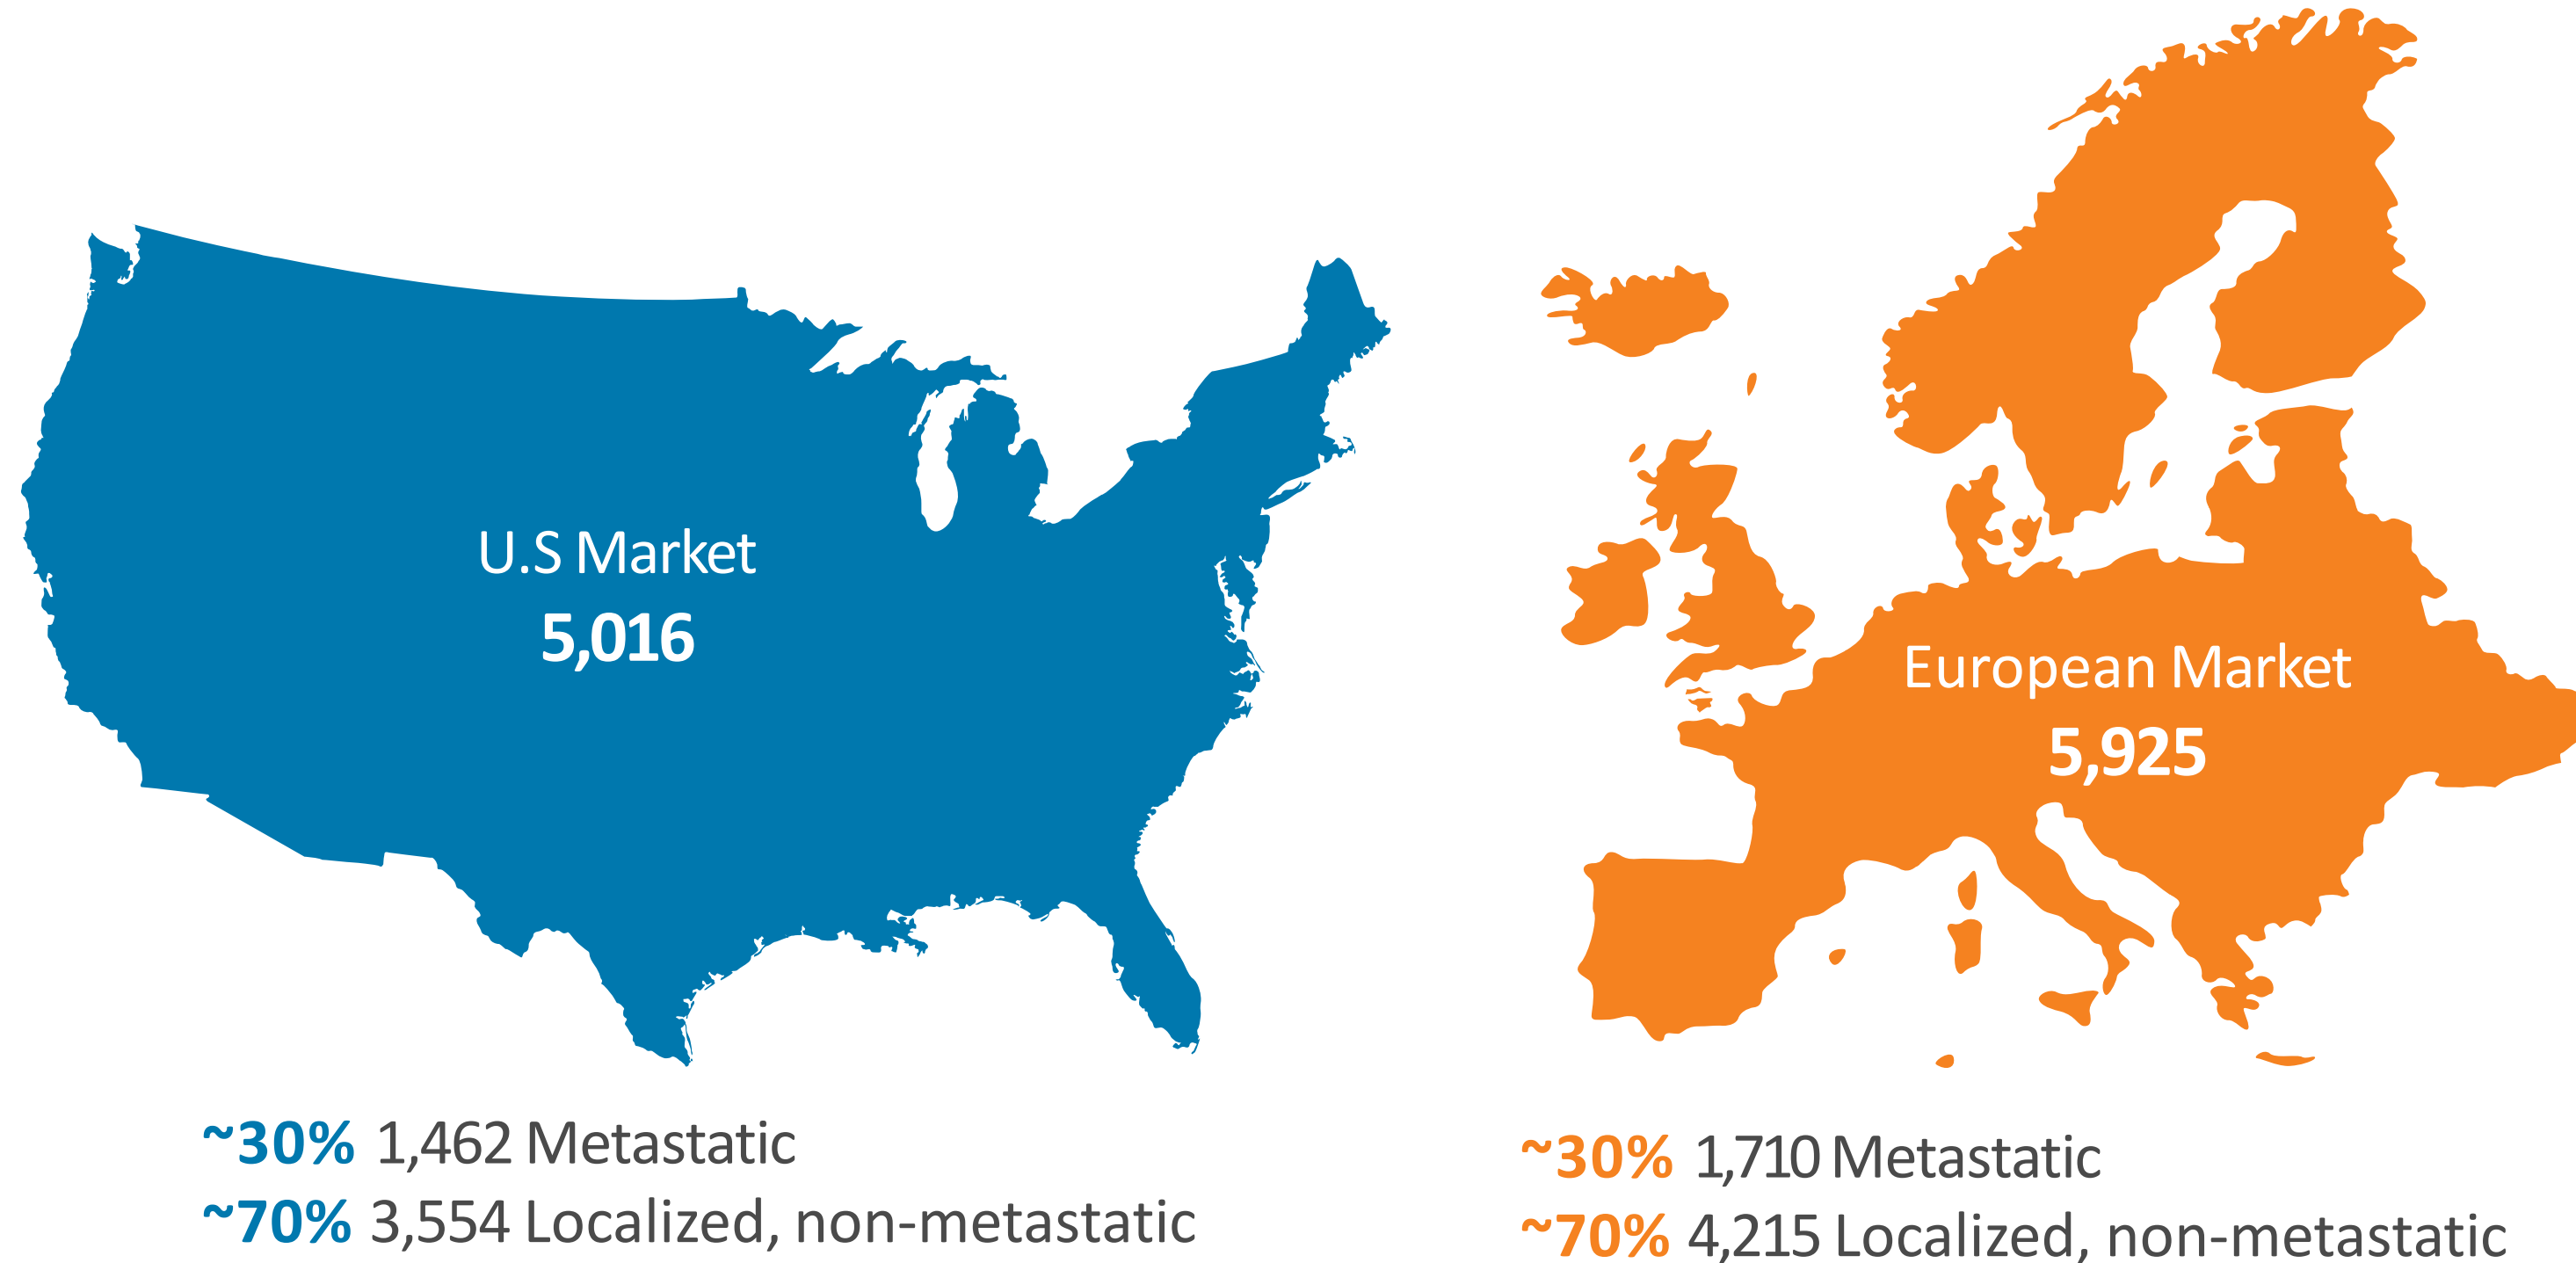 U.S Market
5,016
~30% 1,462 Metastatic
~70% 3,554 Localized, non-metastatic
European Market
5,925
~30% 1,710 Metastatic
~70% 4,215 Localized, non-metastatic